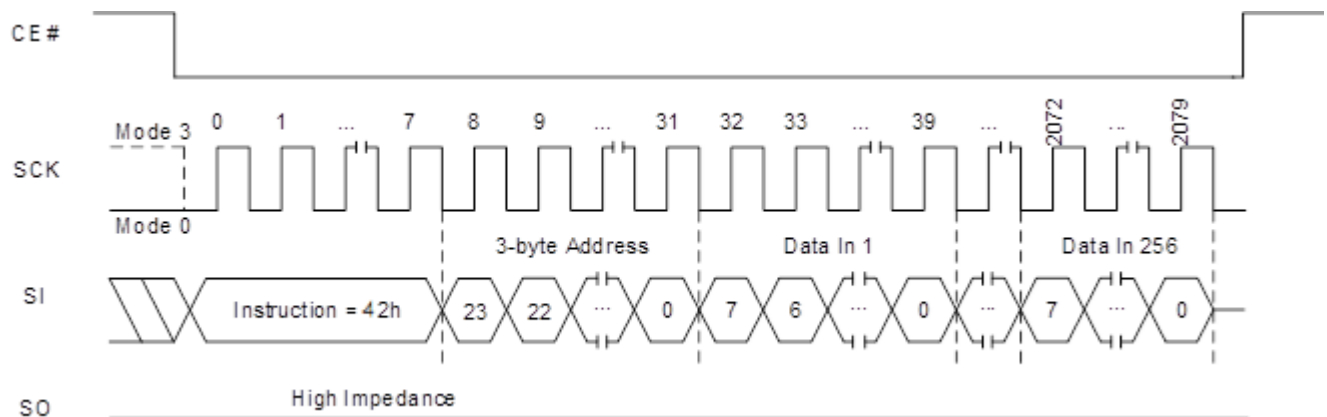 CE#
Mode 3 0 1 ... 7 8 9 ... 31 32 33 ... 39 ... 2072 ... 2079
SCK
Mode 0
3-byte Address Data In 1 Data In 256
SI Instruction = 42h 23 22 ... 0 7 6 ... 0 ... 7 ... 0
High Impedance
SO